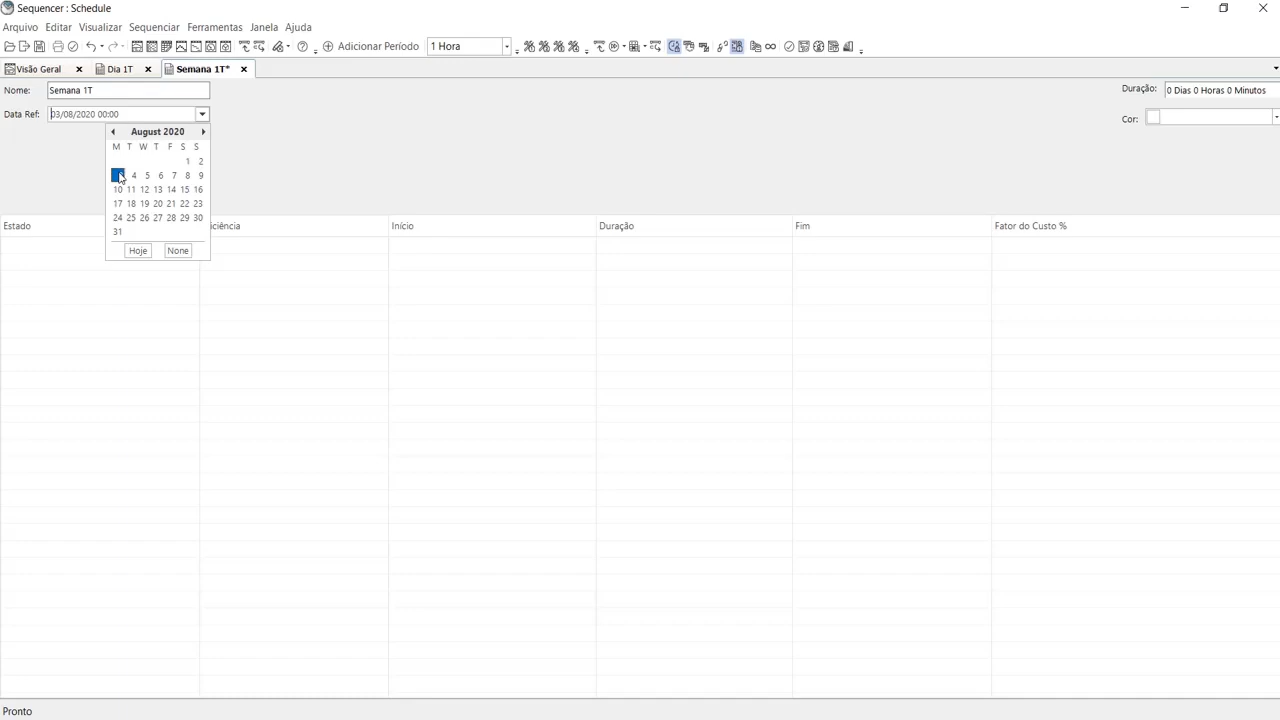 Sequencer : Schedule
Arquivo Editar Visualizar Sequenciar Ferramentas Janela Ajuda
Adicionar Período 1 Hora
Visão Geral Dia 1T Semana 1T*
Nome: Semana 1T Duração: 0 Dias 0 Horas 0 Minutos
Data Ref: 03/08/2020 00:00 Cor:
August 2020
M T W T F S S
1 2
4 5 6 7 8 9
10 11 12 13 14 15 16
17 18 19 20 21 22 23
24 25 26 27 28 29 30
31
Hoje None
Estado iciência Início Duração Fim Fator do Custo %
Pronto